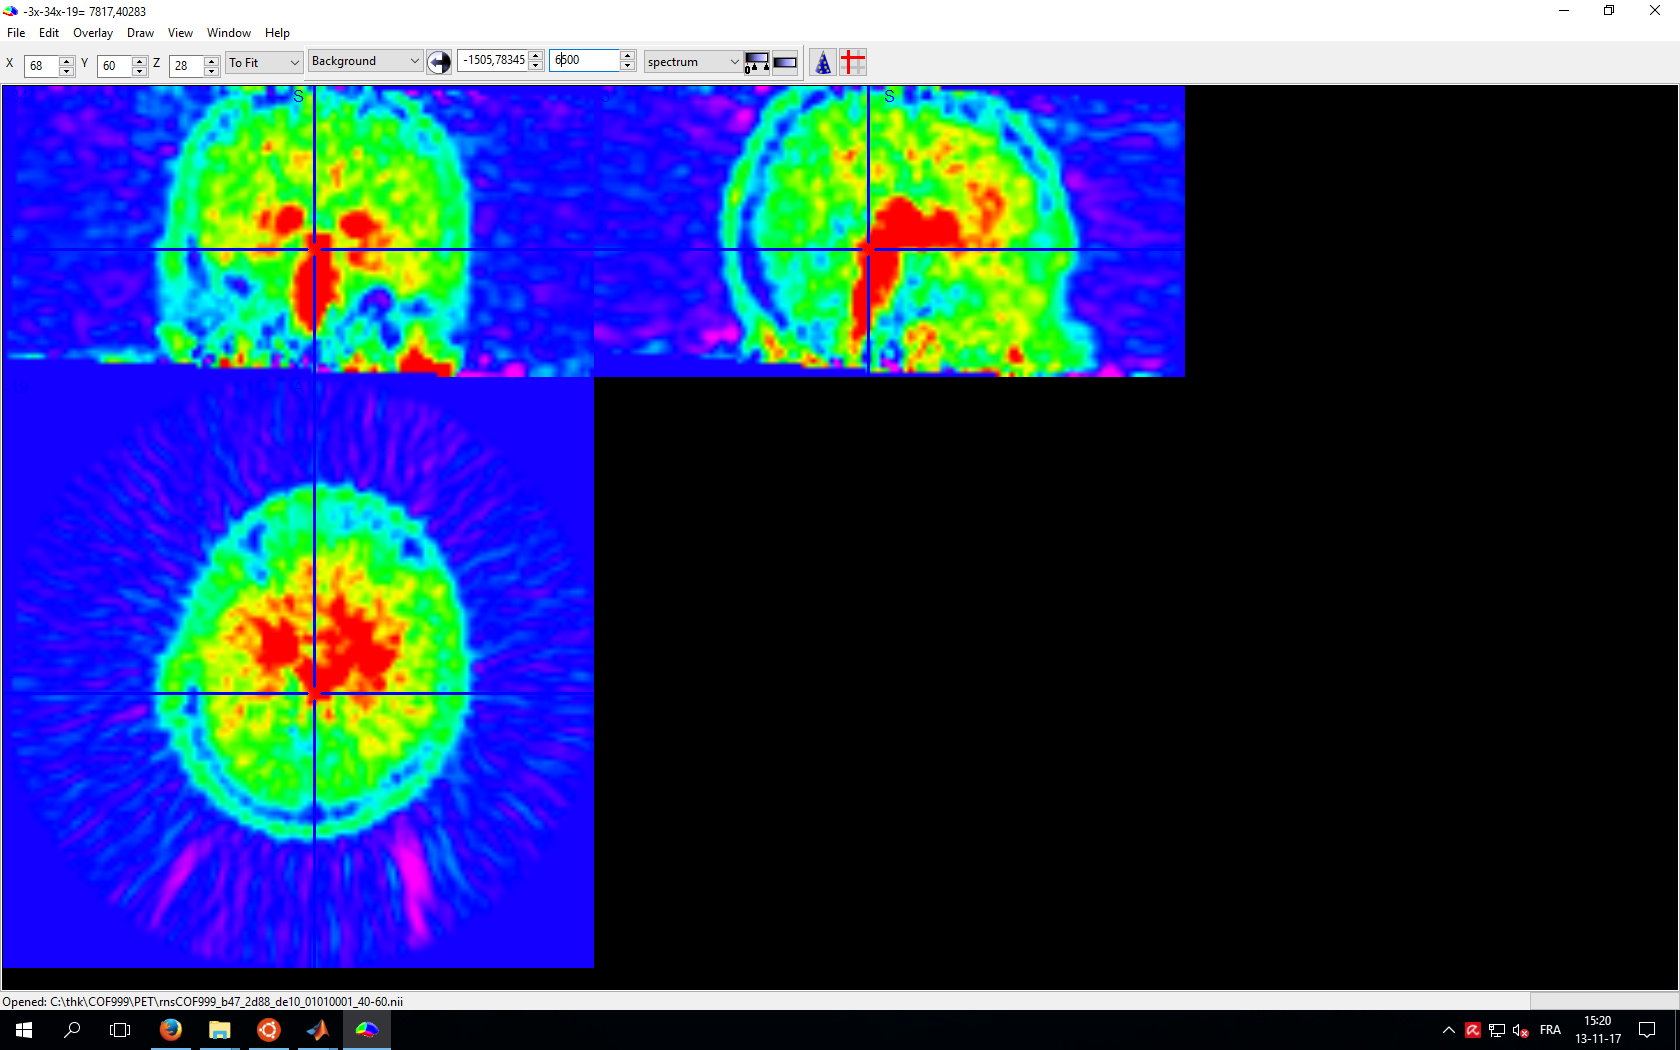 -3x-34x-19= 7817,40283
File Edit Overlay Draw View Window Help
X 68 Y 60 Z 28 To Fit Background -1505,78345 6500 spectrum
0
S S
Opened: C:\thk\COF999\PET\rnsCOF999_b47_2d88_de10_01010001_40-60.nii
FRA
15:20
13-11-17